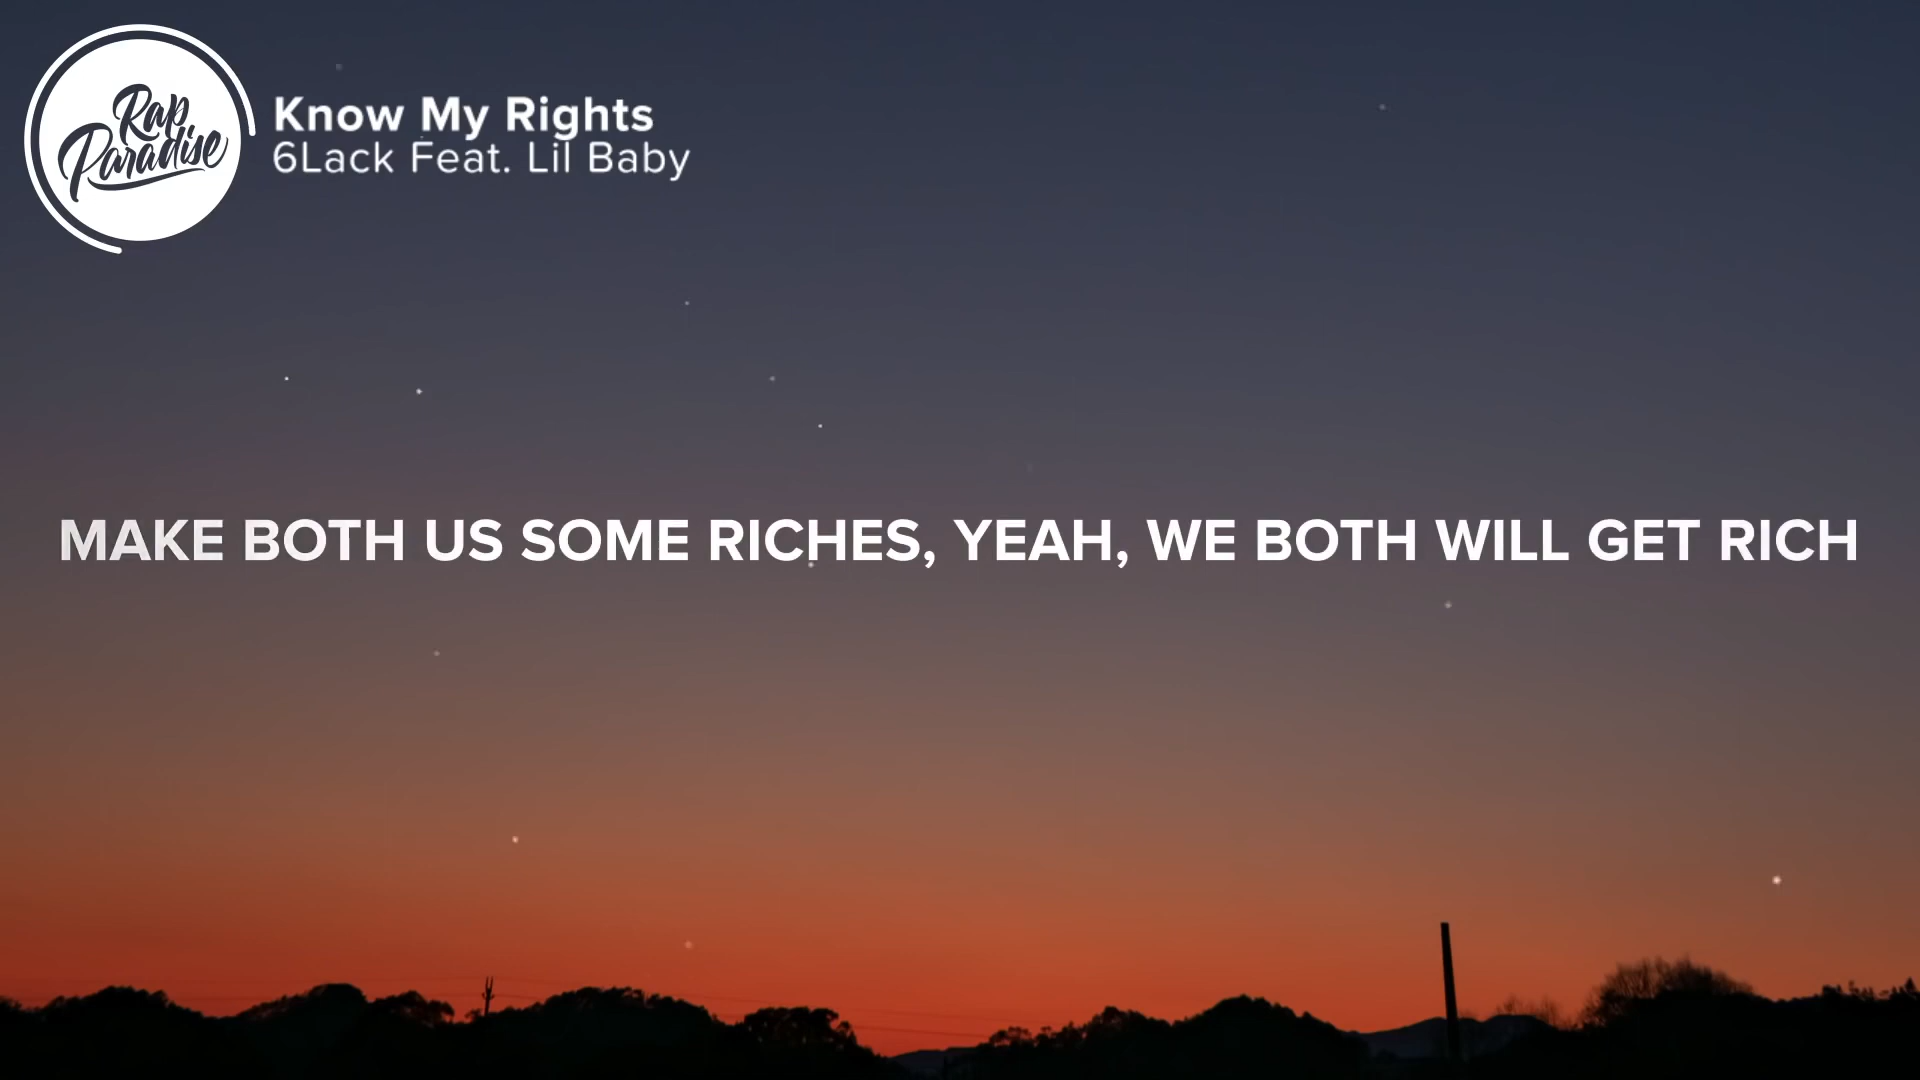 Rap
Paradise
Know My Rights
6Lack Feat. Lil Baby
MAKE BOTH US SOME RICHES, YEAH, WE BOTH WILL GET RICH